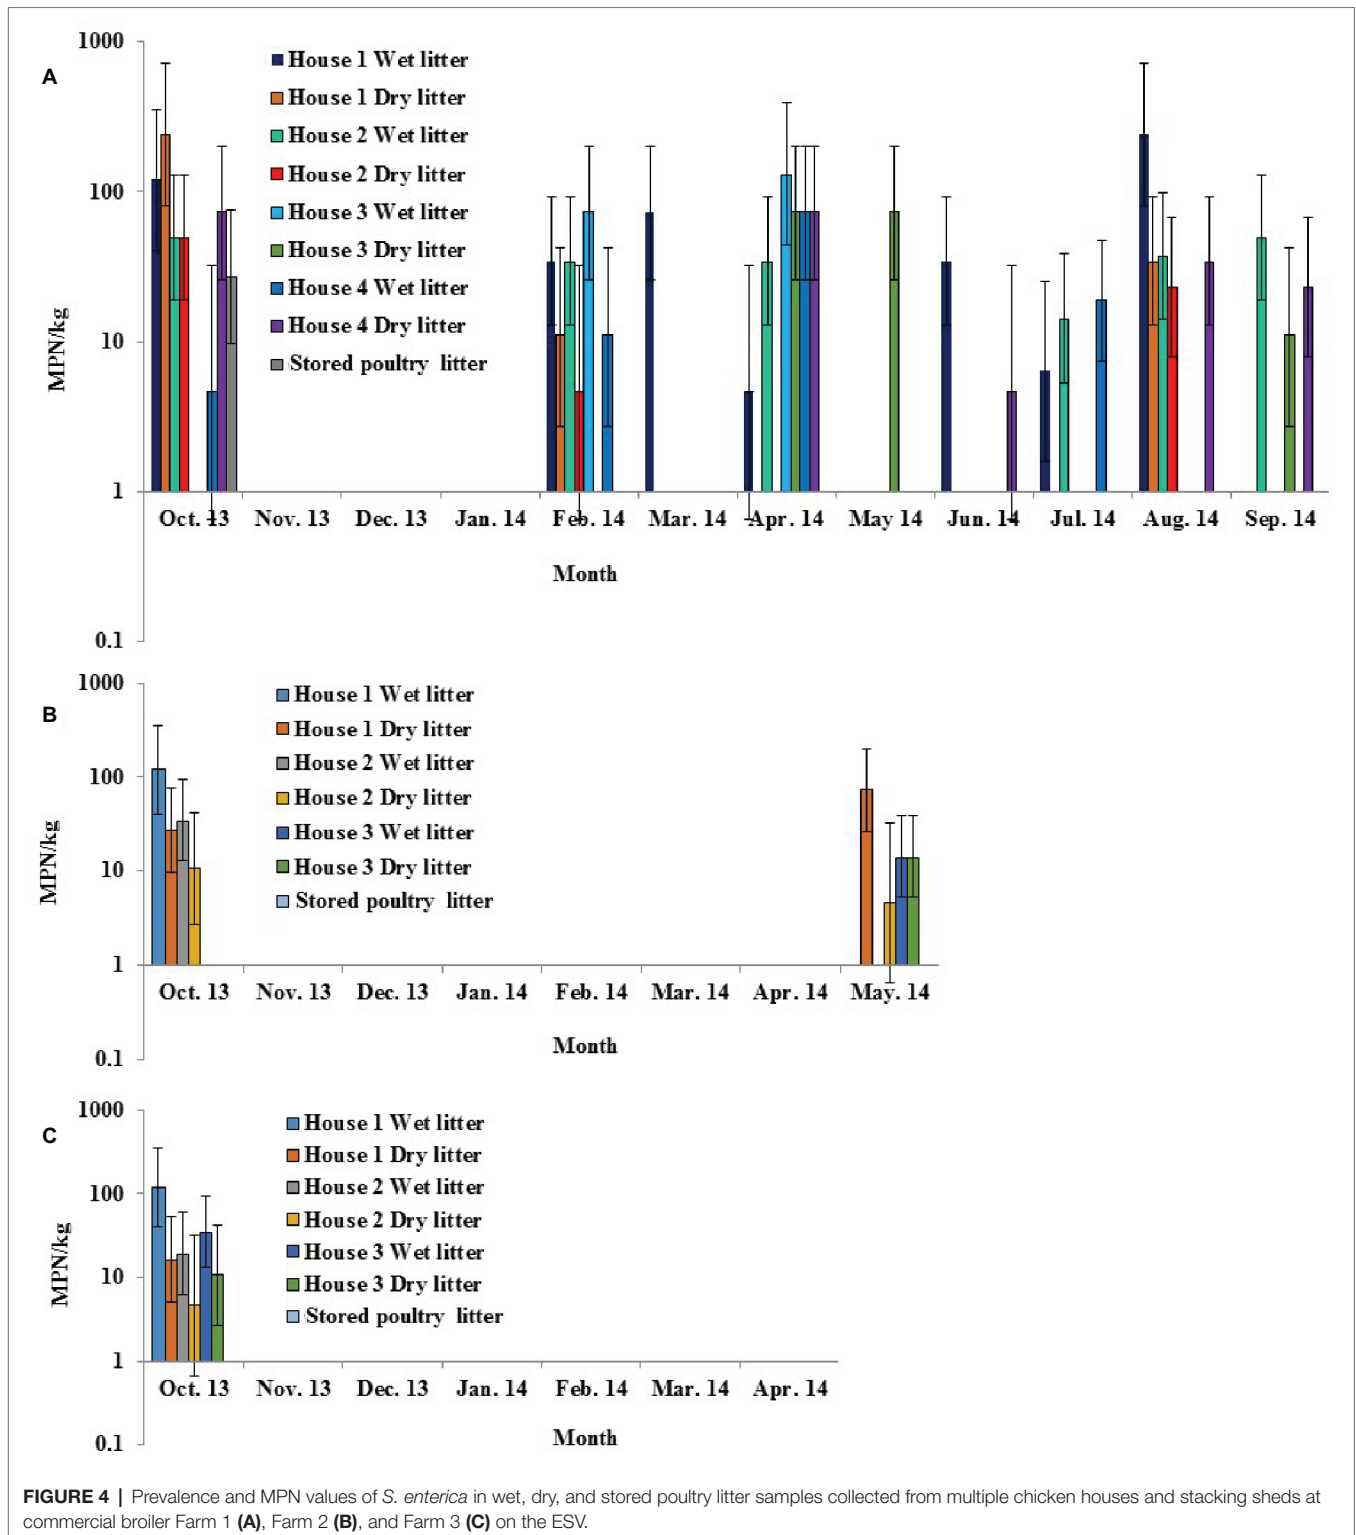 A
1000
100
10
1
0.1
MPN/kg
House 1 Wet litter
House 1 Dry litter
House 2 Wet litter
House 2 Dry litter
House 3 Wet litter
House 3 Dry litter
House 4 Wet litter
House 4 Dry litter
Stored poultry litter
Oct. 13 Nov. 13 Dec. 13 Jan. 14 Feb. 14 Mar. 14 Apr. 14 May 14 Jun. 14 Jul. 14 Aug. 14 Sep. 14
Month
B
1000
100
10
1
0.1
MPN/kg
House 1 Wet litter
House 1 Dry litter
House 2 Wet litter
House 2 Dry litter
House 3 Wet litter
House 3 Dry litter
Stored poultry litter
Oct. 13 Nov. 13 Dec. 13 Jan. 14 Feb. 14 Mar. 14 Apr. 14 May. 14
Month
C
1000
100
10
1
0.1
MPN/kg
House 1 Wet litter
House 1 Dry litter
House 2 Wet litter
House 2 Dry litter
House 3 Wet litter
House 3 Dry litter
Stored poultry litter
Oct. 13 Nov. 13 Dec. 13 Jan. 14 Feb. 14 Mar. 14 Apr. 14
Month
FIGURE 4 | Prevalence and MPN values of S. enterica in wet, dry, and stored poultry litter samples collected from multiple chicken houses and stacking sheds at
commercial broiler Farm 1 (A), Farm 2 (B), and Farm 3 (C) on the ESV.